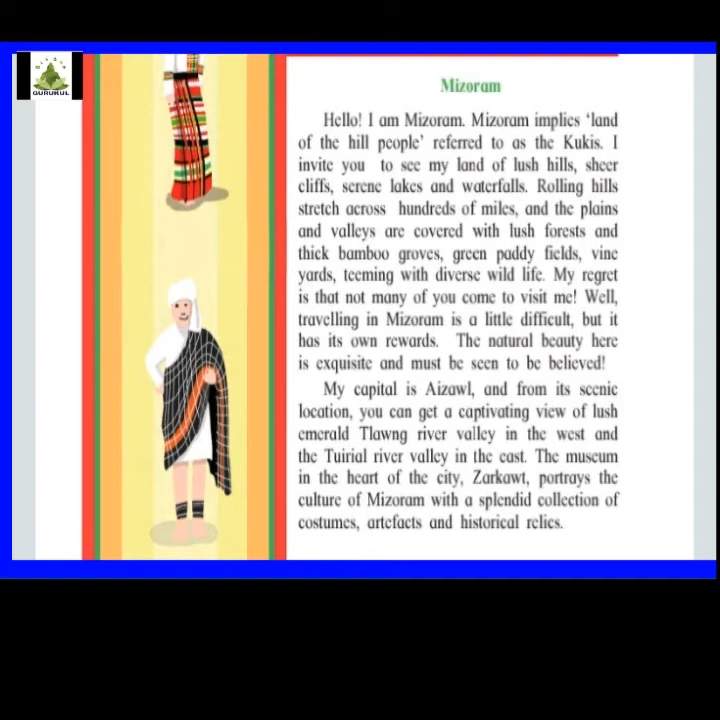 GURUKUL
Mizoram
Hello! I am Mizoram. Mizoram implies ‘land
of the hill people’ referred to as the Kukis. I
invite you to see my land of lush hills, sheer
cliffs, serene lakes and waterfalls. Rolling hills
stretch across hundreds of miles, and the plains
and valleys are covered with lush forests and
thick bamboo groves, green paddy fields, vine
yards, teeming with diverse wild life. My regret
is that not many of you come to visit me! Well,
travelling in Mizoram is a little difficult, but it
has its own rewards. The natural beauty here
is exquisite and must be seen to be believed!
My capital is Aizawl, and from its scenic
location, you can get a captivating view of lush
emerald Tlawng river valley in the west and
the Tuirial river valley in the east. The museum
in the heart of the city, Zarkawt, portrays the
culture of Mizoram with a splendid collection of
costumes, artefacts and historical relics.